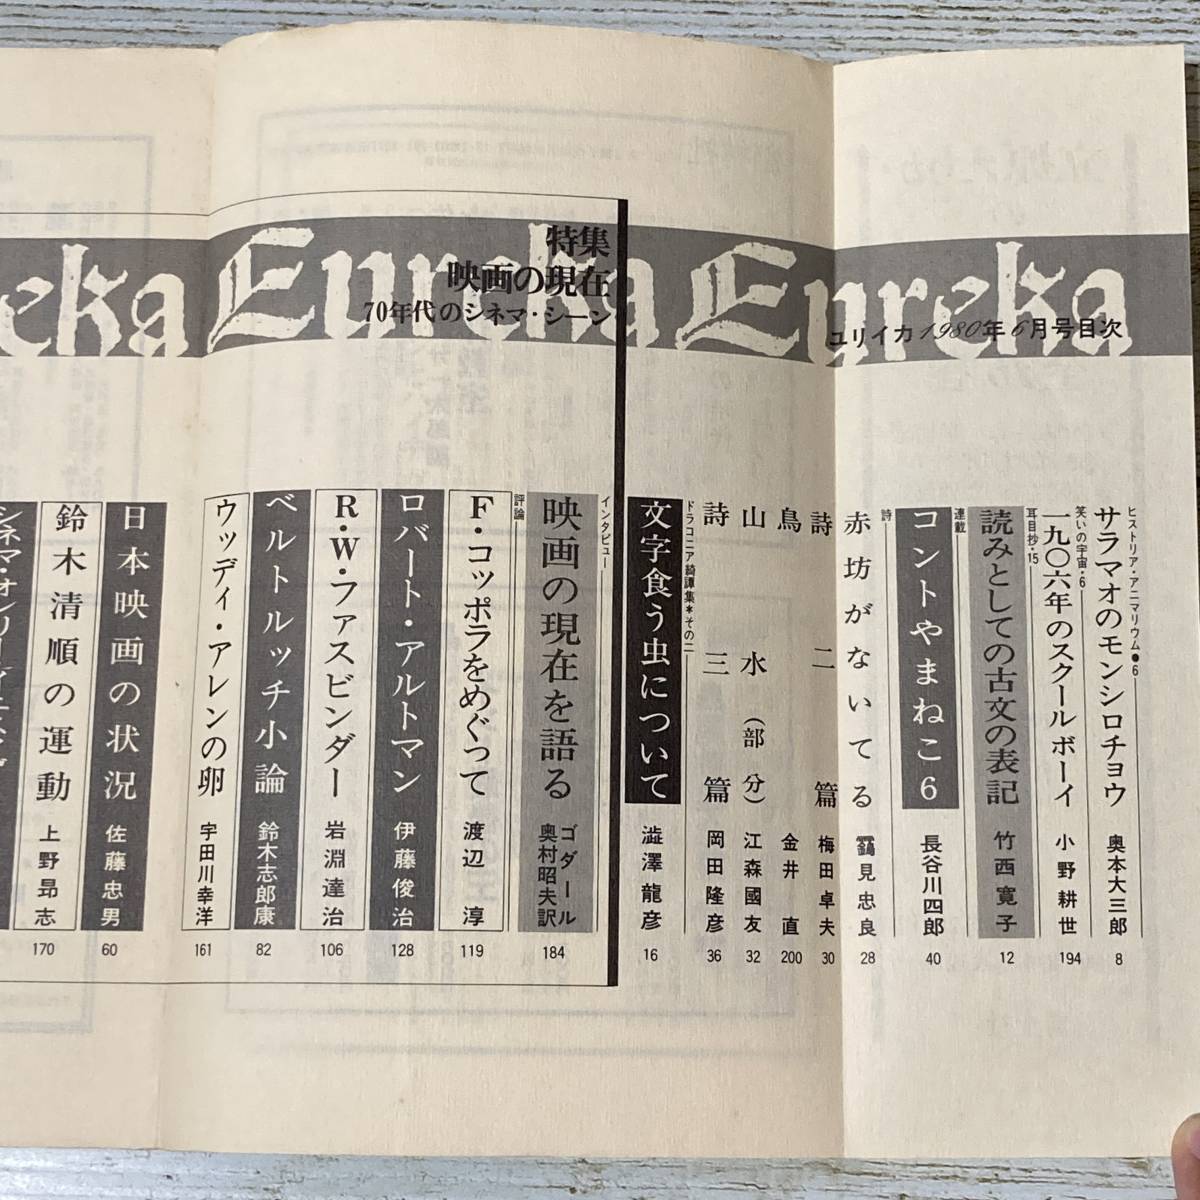 Eureka
Eureka
eka
ユリイカ1980年6月号目次
ヒストリア・アニマリウム●6
サラマオのモンシロチョウ
奥本大三郎
8
笑いの宇宙・6
一九〇六年のスクールボーイ
小野耕世
194
耳目抄・15
読みとしての古文の表記
竹西寛子
12
連載
コントやまねこ6
長谷川四郎
40
詩
赤坊がないてる
鶴見忠良
28
詩二篇
梅田卓夫
30
鳥
金井直
200
山水(部分)
江森國友
32
詩三篇
岡田隆彦
36
ドラコニア綺譚集*その二
文字食う虫について
澁澤龍彦
16
特集
映画の現在
70年代のシネマ・シーン
インタビュー
映画の現在を語る
ゴダール
奥村昭夫訳
184
評論
F・コッポラをめぐって
渡辺淳
119
ロバート・アルトマン
伊藤俊治
128
R・W・ファスビンダー
岩淵達治
106
ベルトルッチ小論
鈴木志郎康
82
ウッディ・アレンの卵
宇田川幸洋
161
日本映画の状況
佐藤忠男
60
鈴木清順の運動
上野昂志
170